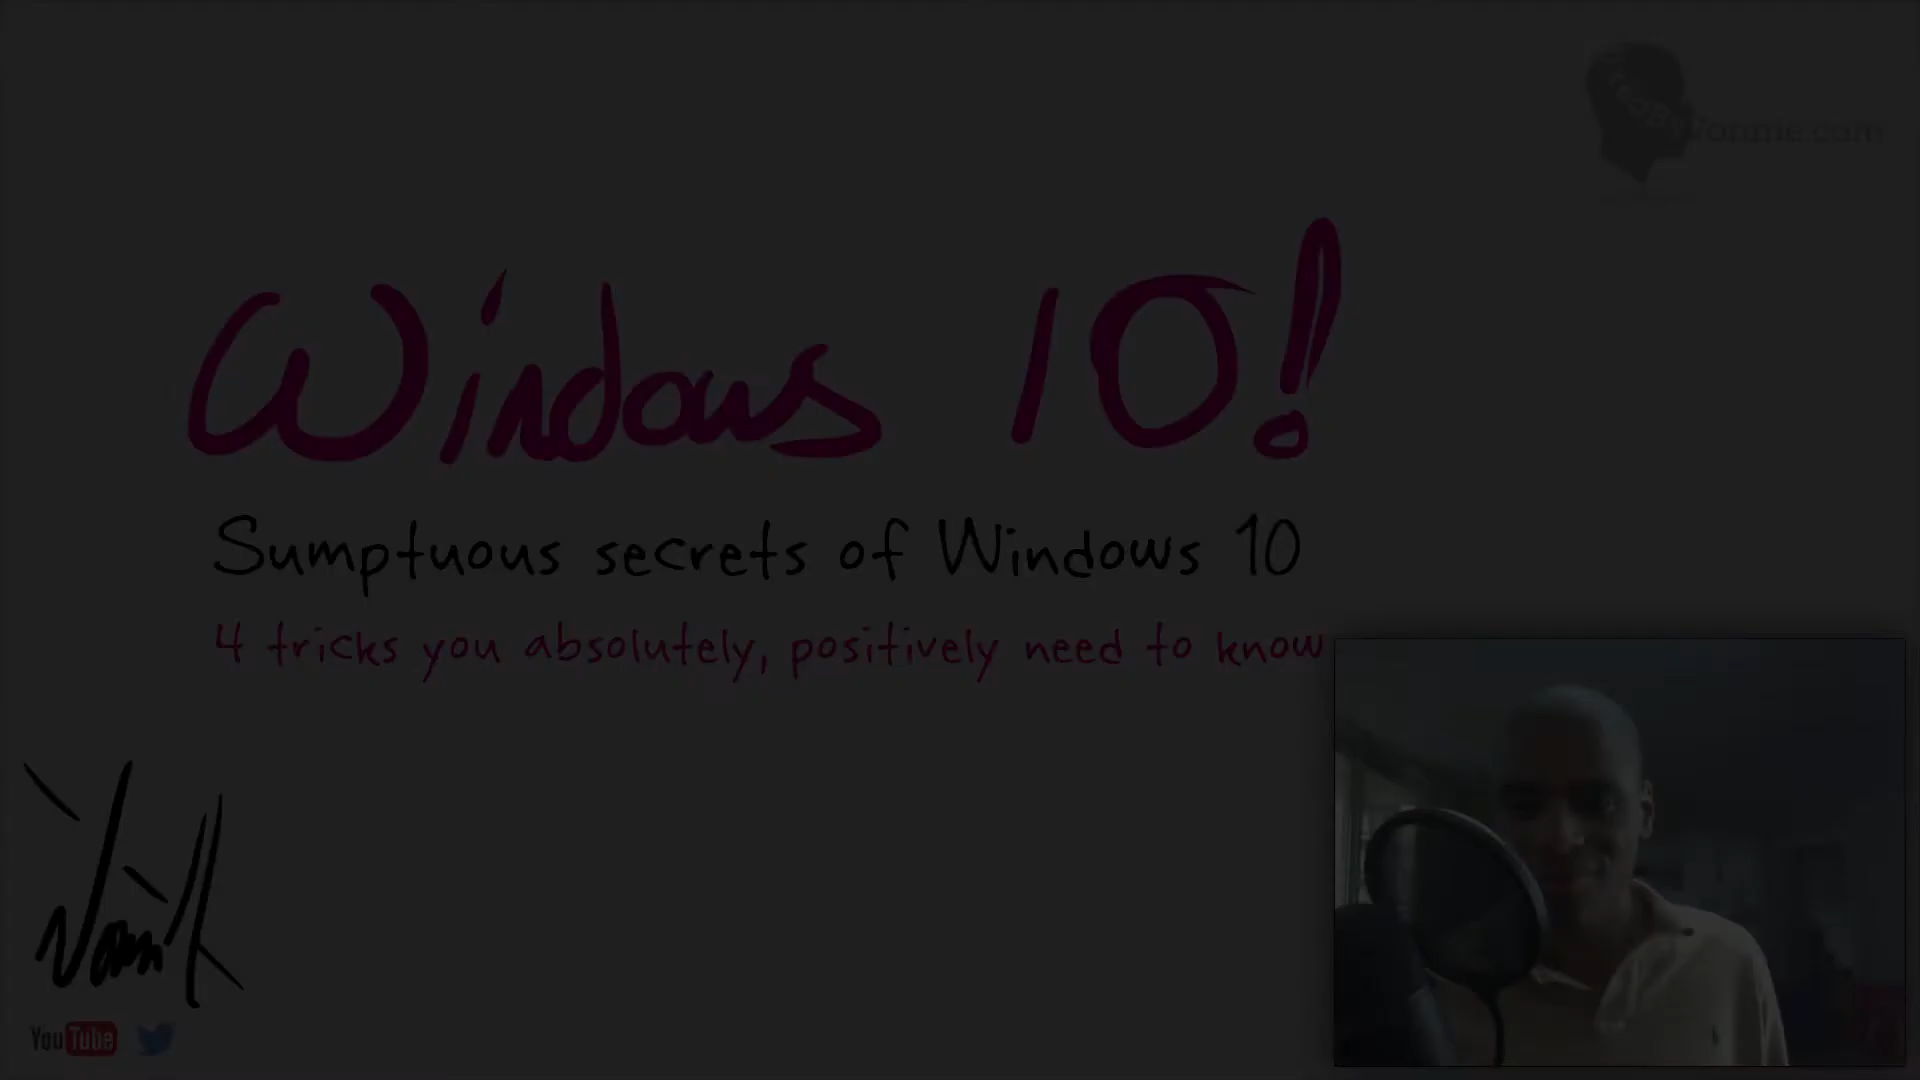 Windows 10!
Sumptuous secrets of Windows 10
4 tricks you absolutely, positively need to know
YouTube